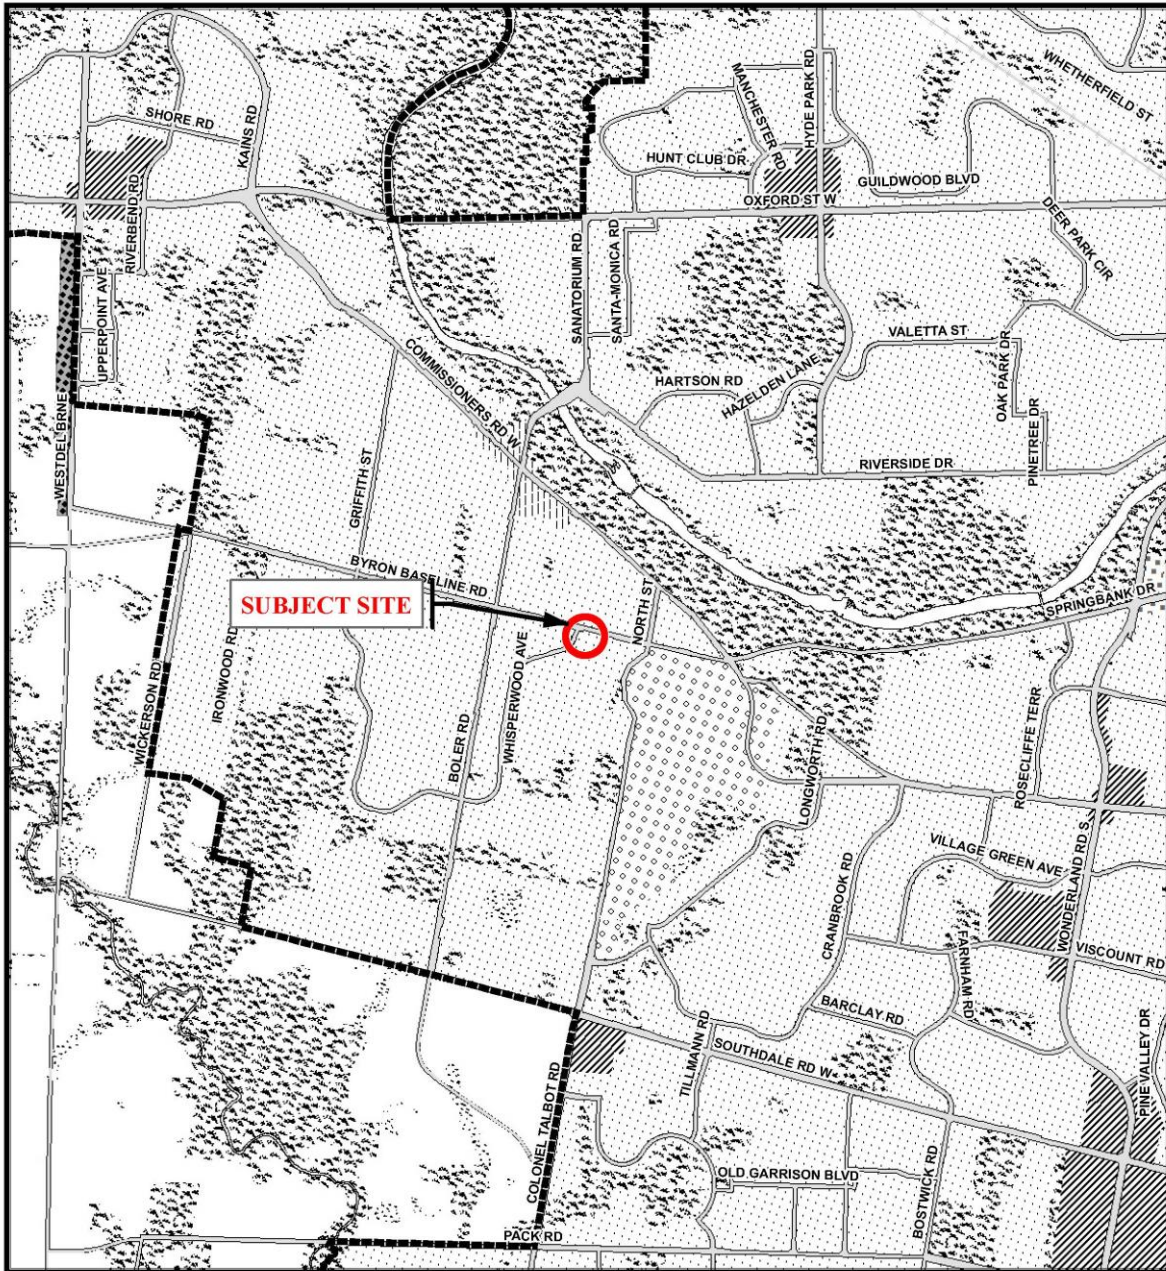 WHETHERFIELD ST
MANCHESTER RD
HYDE PARK RD
SHORE RD
KAINS RD
HUNT CLUB DR
GUILDWOOD BLVD
OXFORD ST W
RIVERBEND RD
DEER PARK CIR
SANATORIUM RD
SANTA-MONICA RD
UPPERPOINT AVE
VALETTA ST
OAK PARK DR
COMMISSIONERS RD W
HARTSON RD
HAZELDEN LANE
WESTDEL BRNE
PINETREE DR
GRIFFITH ST
RIVERSIDE DR
BYRON BASELINE RD
SUBJECT SITE
NORTH ST
SPRINGBANK DR
IRONWOOD RD
WHISPERWOOD AVE
WICKERSON RD
BOLER RD
LONGWORTH RD
ROSECLIFFE TERR
VILLAGE GREEN AVE
CRANBROOK RD
WONDERLAND RD S
FARNHAM RD
VISCOUNT RD
BARCLAY RD
TILLMANN RD
SOUTHDALE RD W
PINE VALLEY DR
COLONEL TALBOT RD
OLD GARRISON BLVD
BOSTWICK RD
PACK RD